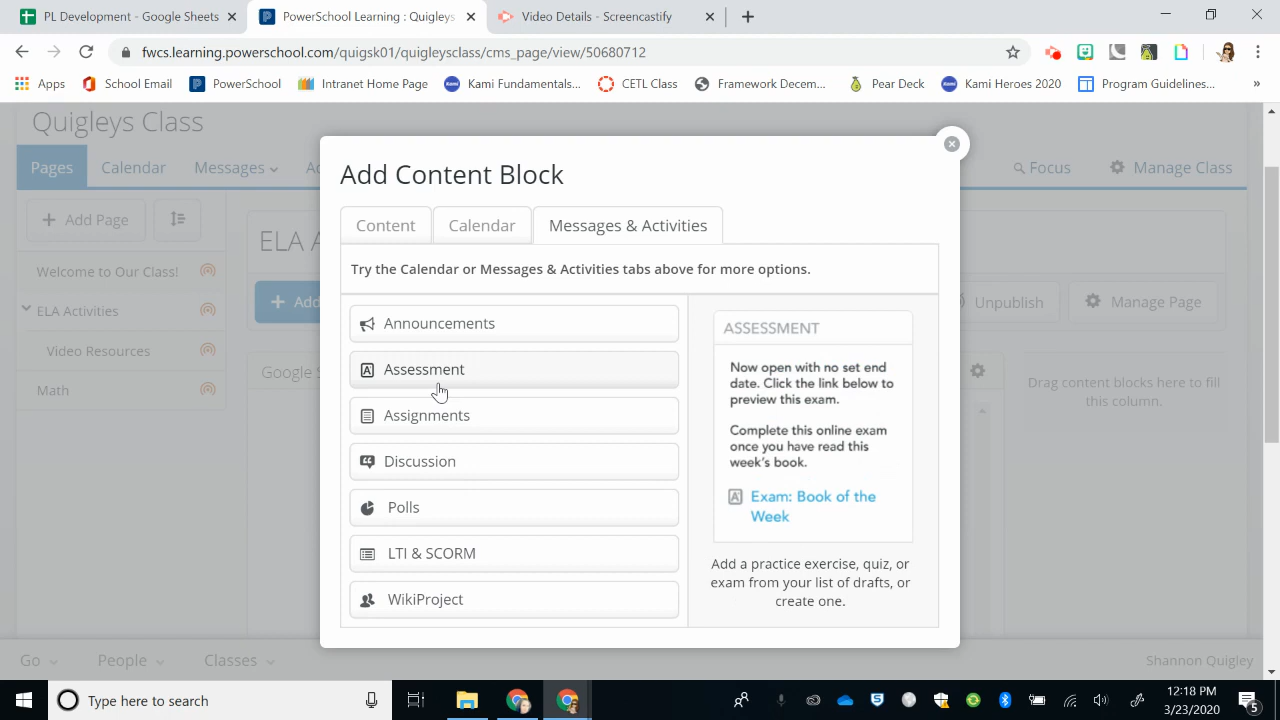 PL Development - Google Sheets
PowerSchool Learning : Quigleys
Video Details - Screencastify
fwcs.learning.powerschool.com/quigsk01/quigleysclass/cms_page/view/50680712
Apps
School Email
PowerSchool
Intranet Home Page
Kami Fundamentals...
CETL Class
Framework Decem...
Pear Deck
Kami Heroes 2020
Program Guidelines...
»
Quigleys Class
Pages
Calendar
Messages
Focus
Manage Class
Add Page
Welcome to Our Class!
ELA Activities
Video Resources
Math
ELA A
+ Add
Unpublish
Manage Page
Google S
Drag content blocks here to fill
this column.
Add Content Block
Content
Calendar
Messages & Activities
Try the Calendar or Messages & Activities tabs above for more options.
Announcements
Assessment
Assignments
Discussion
Polls
LTI & SCORM
WikiProject
ASSESSMENT
Now open with no set end
date. Click the link below to
preview this exam.
Complete this online exam
once you have read this
week's book.
Exam: Book of the
Week
Add a practice exercise, quiz, or
exam from your list of drafts, or
create one.
Go
People
Classes
Shannon Quigley
Type here to search
12:18 PM
3/23/2020
5